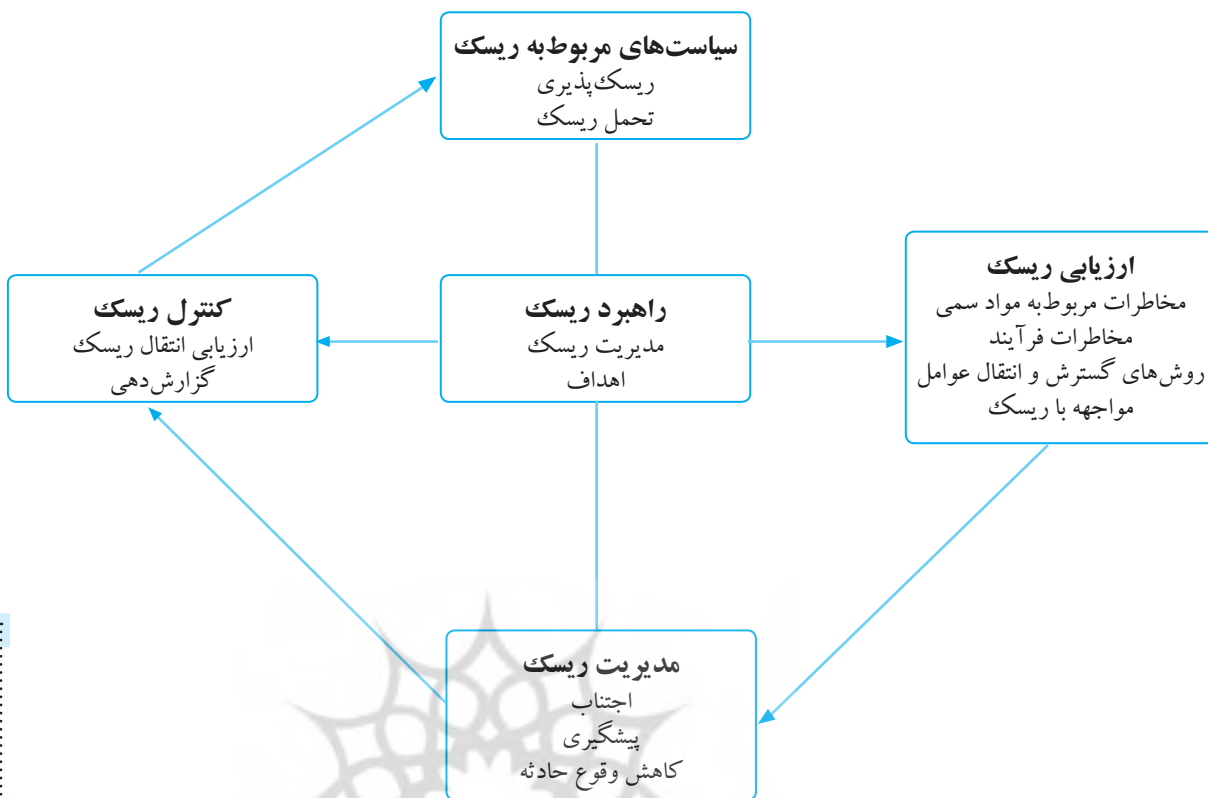 سیاست‌های مربوط‌به ریسک
ریسک‌پذیری
تحمل ریسک
ارزیابی ریسک
مخاطرات مربوط‌به مواد سمی
مخاطرات فرآیند
روش‌های گسترش و انتقال عوامل
مواجهه با ریسک
راهبرد ریسک
مدیریت ریسک
اهداف
کنترل ریسک
ارزیابی انتقال ریسک
گزارش‌دهی
مدیریت ریسک
اجتناب
پیشگیری
کاهش وقوع حادثه